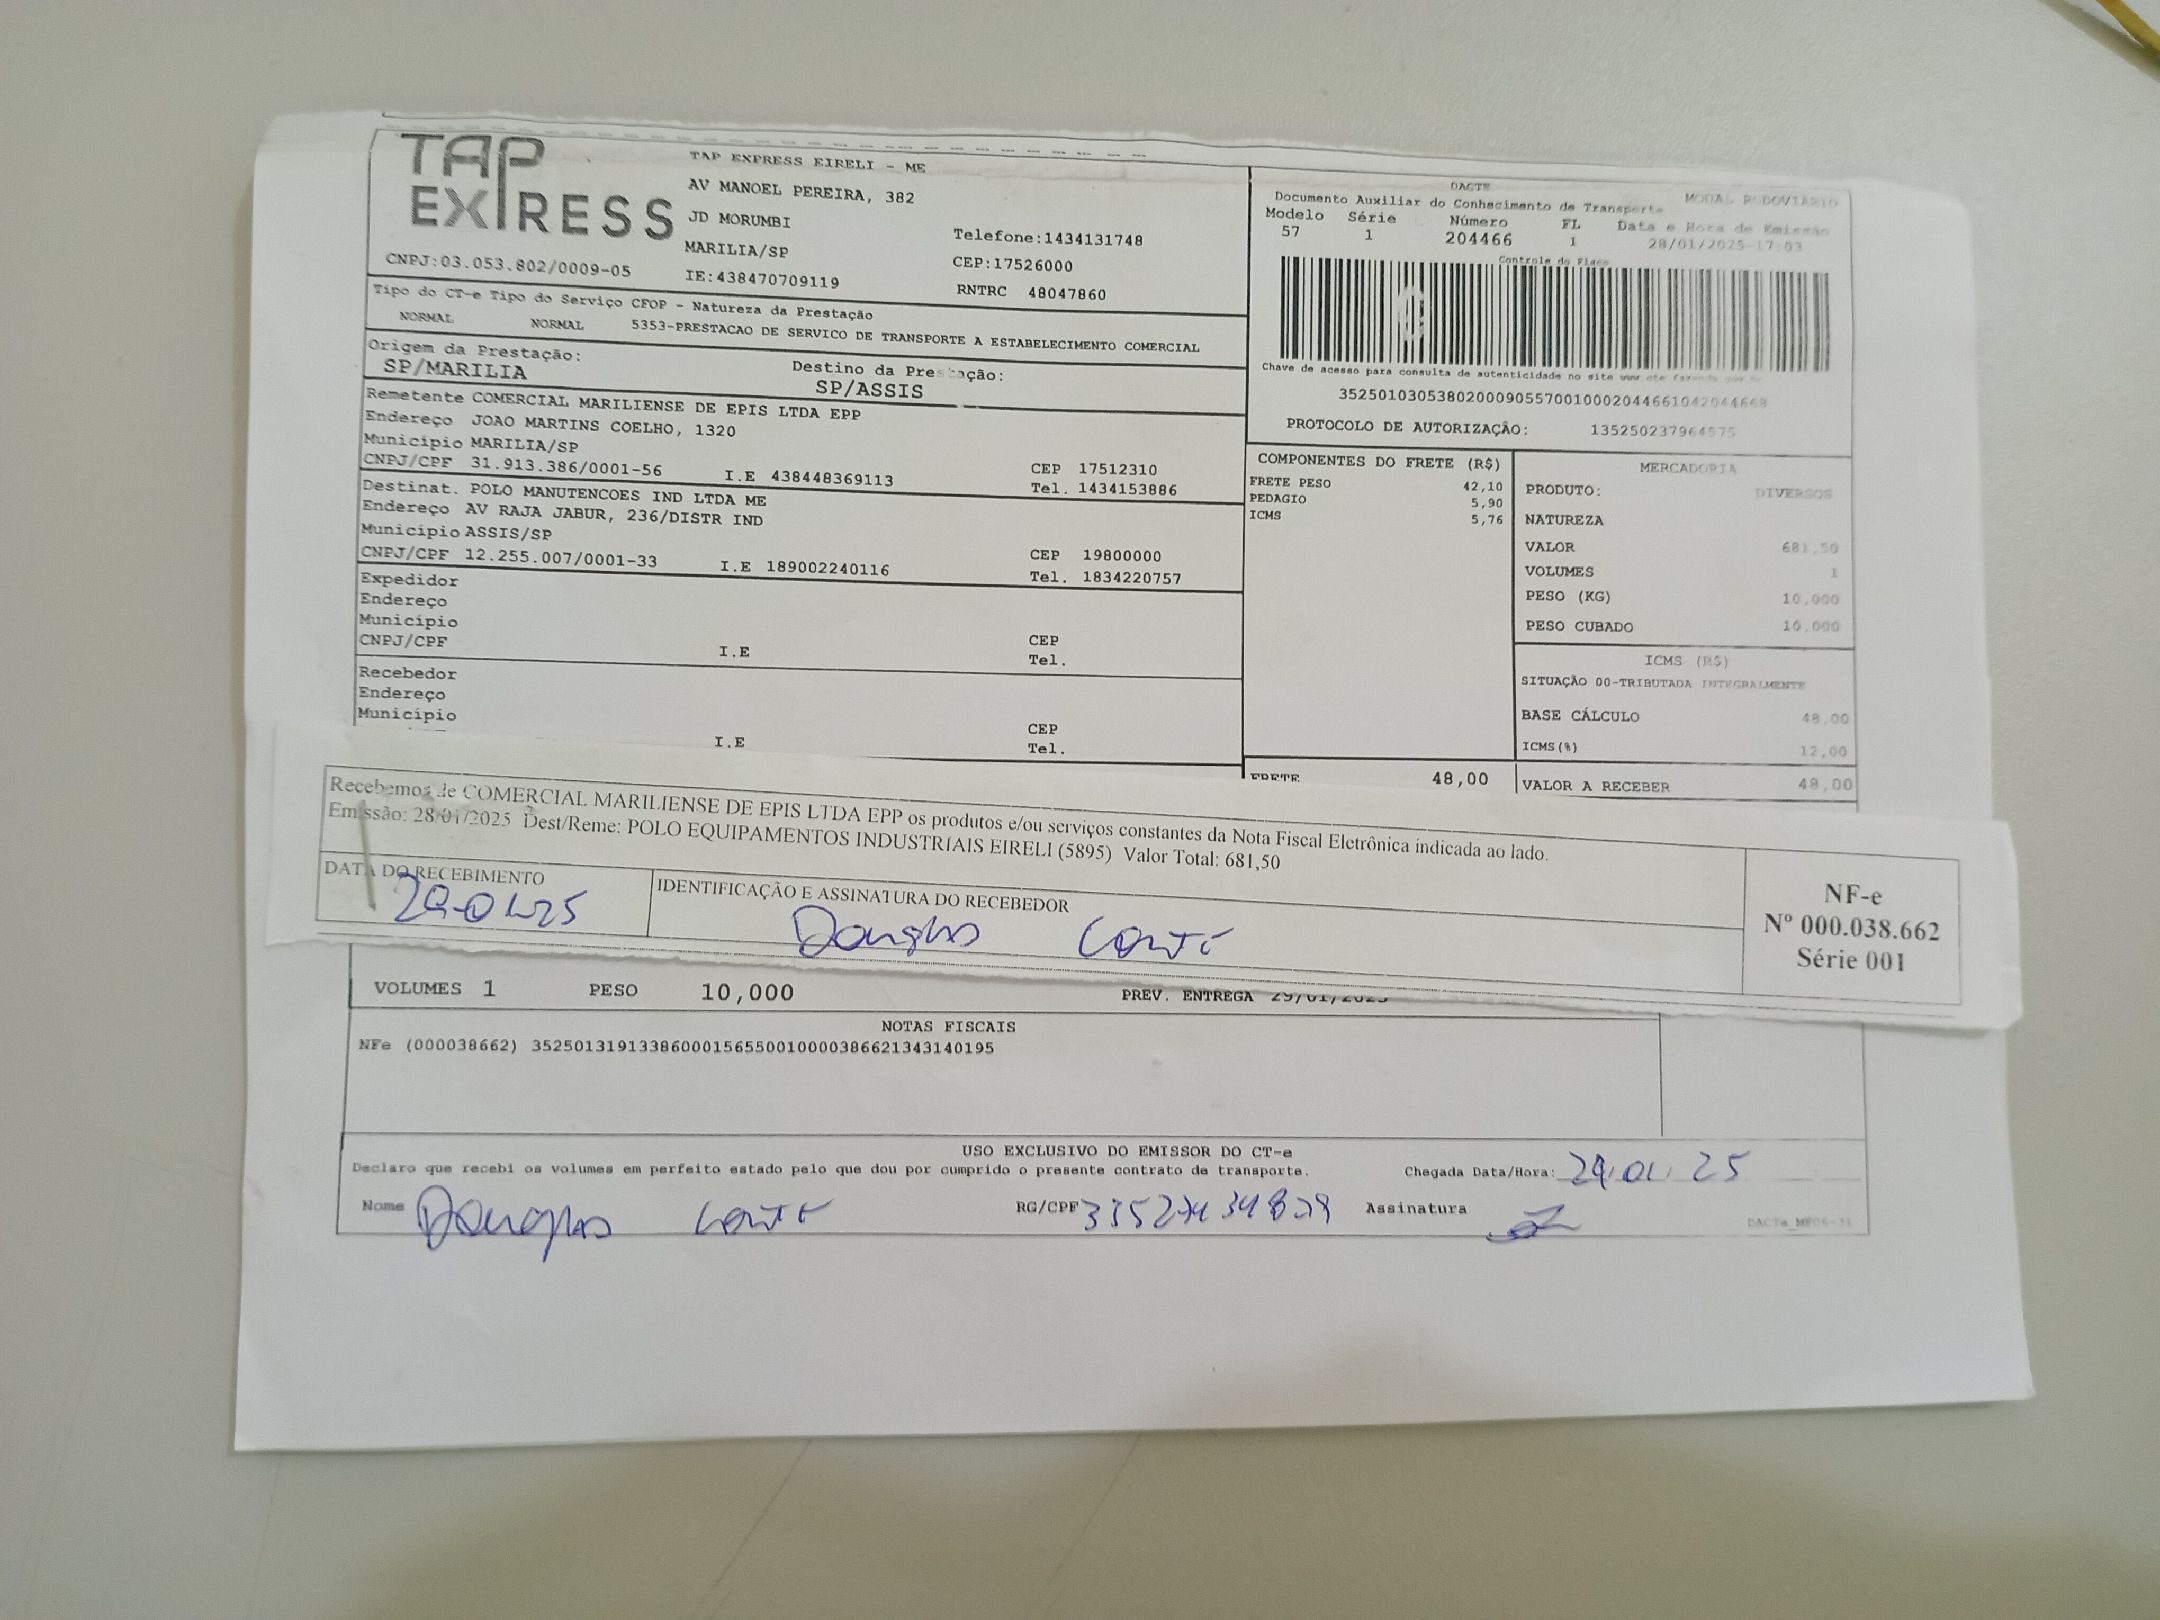 TAP EXPRESS
TAP EXPRESS EIRELI - ME
AV MANOEL PEREIRA, 382
JD MORUMBI
MARILIA/SP
Telefone:1434131748
CEP:17526000
CNPJ:03.053.802/0009-05
IE:438470709119
RNTRC 48047860
DACTE
MODAL RODOVIARIO
Documento Auxiliar do Conhecimento de Transporte
Modelo Série Número FL Data e Hora de Emissão
57 1 204466 1 28/01/2025-17:03
Controle do Fisco
Tipo do CT-e Tipo do Serviço CFOP - Natureza da Prestação
NORMAL NORMAL 5353-PRESTACAO DE SERVICO DE TRANSPORTE A ESTABELECIMENTO COMERCIAL
Origem da Prestação:
SP/MARILIA
Destino da Prestação:
SP/ASSIS
Chave de acesso para consulta de autenticidade no site www.cte.fazenda.gov.br
35250103053802000905570010002044661042044668
PROTOCOLO DE AUTORIZAÇÃO: 135250237964575
Remetente COMERCIAL MARILIENSE DE EPIS LTDA EPP
Endereço JOAO MARTINS COELHO, 1320
Município MARILIA/SP
CNPJ/CPF 31.913.386/0001-56 I.E 438448369113
CEP 17512310
Tel. 1434153886
Destinat. POLO MANUTENCOES IND LTDA ME
Endereço AV RAJA JABUR, 236/DISTR IND
Município ASSIS/SP
CNPJ/CPF 12.255.007/0001-33 I.E 189002240116
CEP 19800000
Tel. 1834220757
Expedidor
Endereço
Município
CNPJ/CPF I.E
CEP
Tel.
Recebedor
Endereço
Município
I.E
CEP
Tel.
COMPONENTES DO FRETE (R$)
FRETE PESO 42,10
PEDAGIO 5,90
ICMS 5,76
FRETE 48,00
MERCADORIA
PRODUTO: DIVERSOS
NATUREZA
VALOR 681,50
VOLUMES 1
PESO (KG) 10,000
PESO CUBADO 10,000
ICMS (R$)
SITUAÇÃO 00-TRIBUTADA INTEGRALMENTE
BASE CÁLCULO 48,00
ICMS(%) 12,00
VALOR A RECEBER 48,00
Recebemos de COMERCIAL MARILIENSE DE EPIS LTDA EPP os produtos e/ou serviços constantes da Nota Fiscal Eletrônica indicada ao lado.
Emissão: 28/01/2025 Dest/Reme: POLO EQUIPAMENTOS INDUSTRIAIS EIRELI (5895) Valor Total: 681,50
DATA DO RECEBIMENTO
29-01-25
IDENTIFICAÇÃO E ASSINATURA DO RECEBEDOR
Douglas Conte
NF-e
Nº 000.038.662
Série 001
VOLUMES 1 PESO 10,000 PREV. ENTREGA 29/01/2025
NOTAS FISCAIS
NFe (000038662) 35250131913386000156550010000386621343140195
USO EXCLUSIVO DO EMISSOR DO CT-e
Declaro que recebi os volumes em perfeito estado pelo que dou por cumprido o presente contrato de transporte.
Chegada Data/Hora: 29/01/25
Nome Douglas Conte RG/CPF Assinatura
DACTe_MF06-31